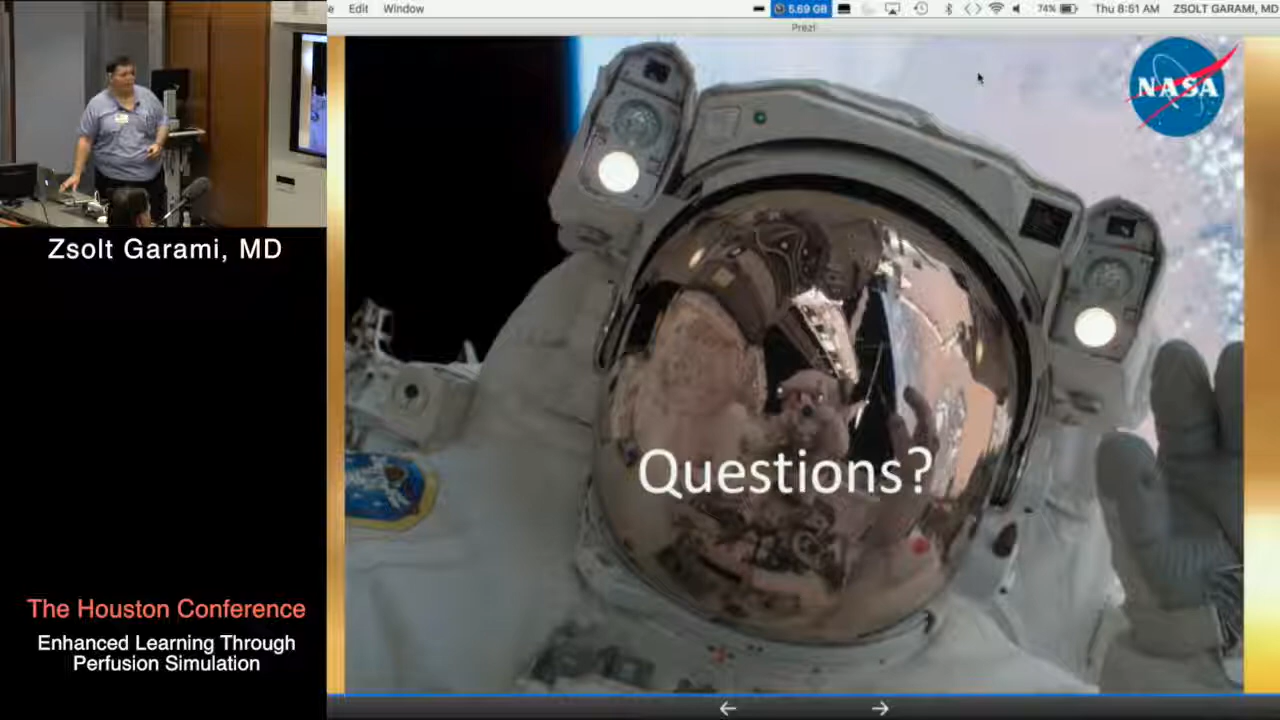 Edit Window
5.69 GB
74%
Thu 8:51 AM
ZSOLT GARAMI, MD
Prezi
NASA
Zsolt Garami, MD
Questions?
The Houston Conference
Enhanced Learning Through
Perfusion Simulation